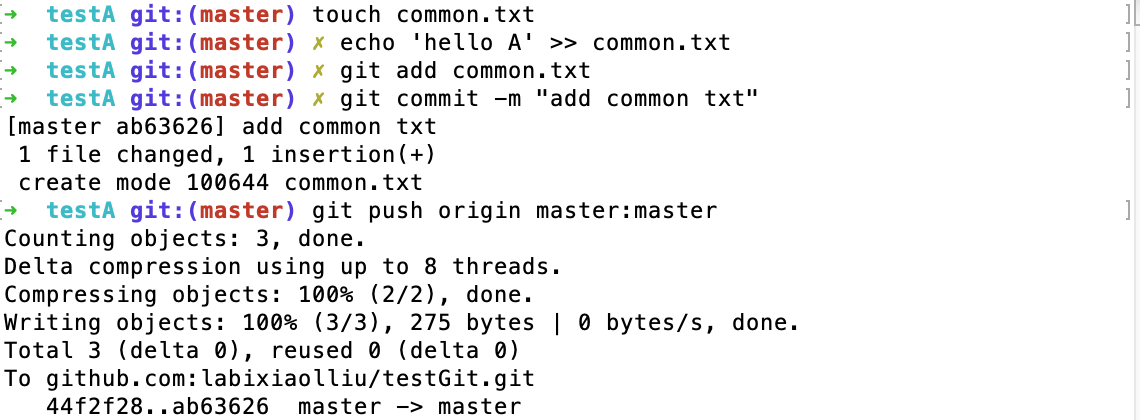 [→  testA git:(master) touch common.txt ]
[→  testA git:(master) ✗ echo 'hello A' >> common.txt ]
[→  testA git:(master) ✗ git add common.txt ]
[→  testA git:(master) ✗ git commit -m "add common txt" ]
[master ab63626] add common txt
 1 file changed, 1 insertion(+)
 create mode 100644 common.txt
[→  testA git:(master) git push origin master:master ]
Counting objects: 3, done.
Delta compression using up to 8 threads.
Compressing objects: 100% (2/2), done.
Writing objects: 100% (3/3), 275 bytes | 0 bytes/s, done.
Total 3 (delta 0), reused 0 (delta 0)
To github.com:labixiaolliu/testGit.git
   44f2f28..ab63626  master -> master